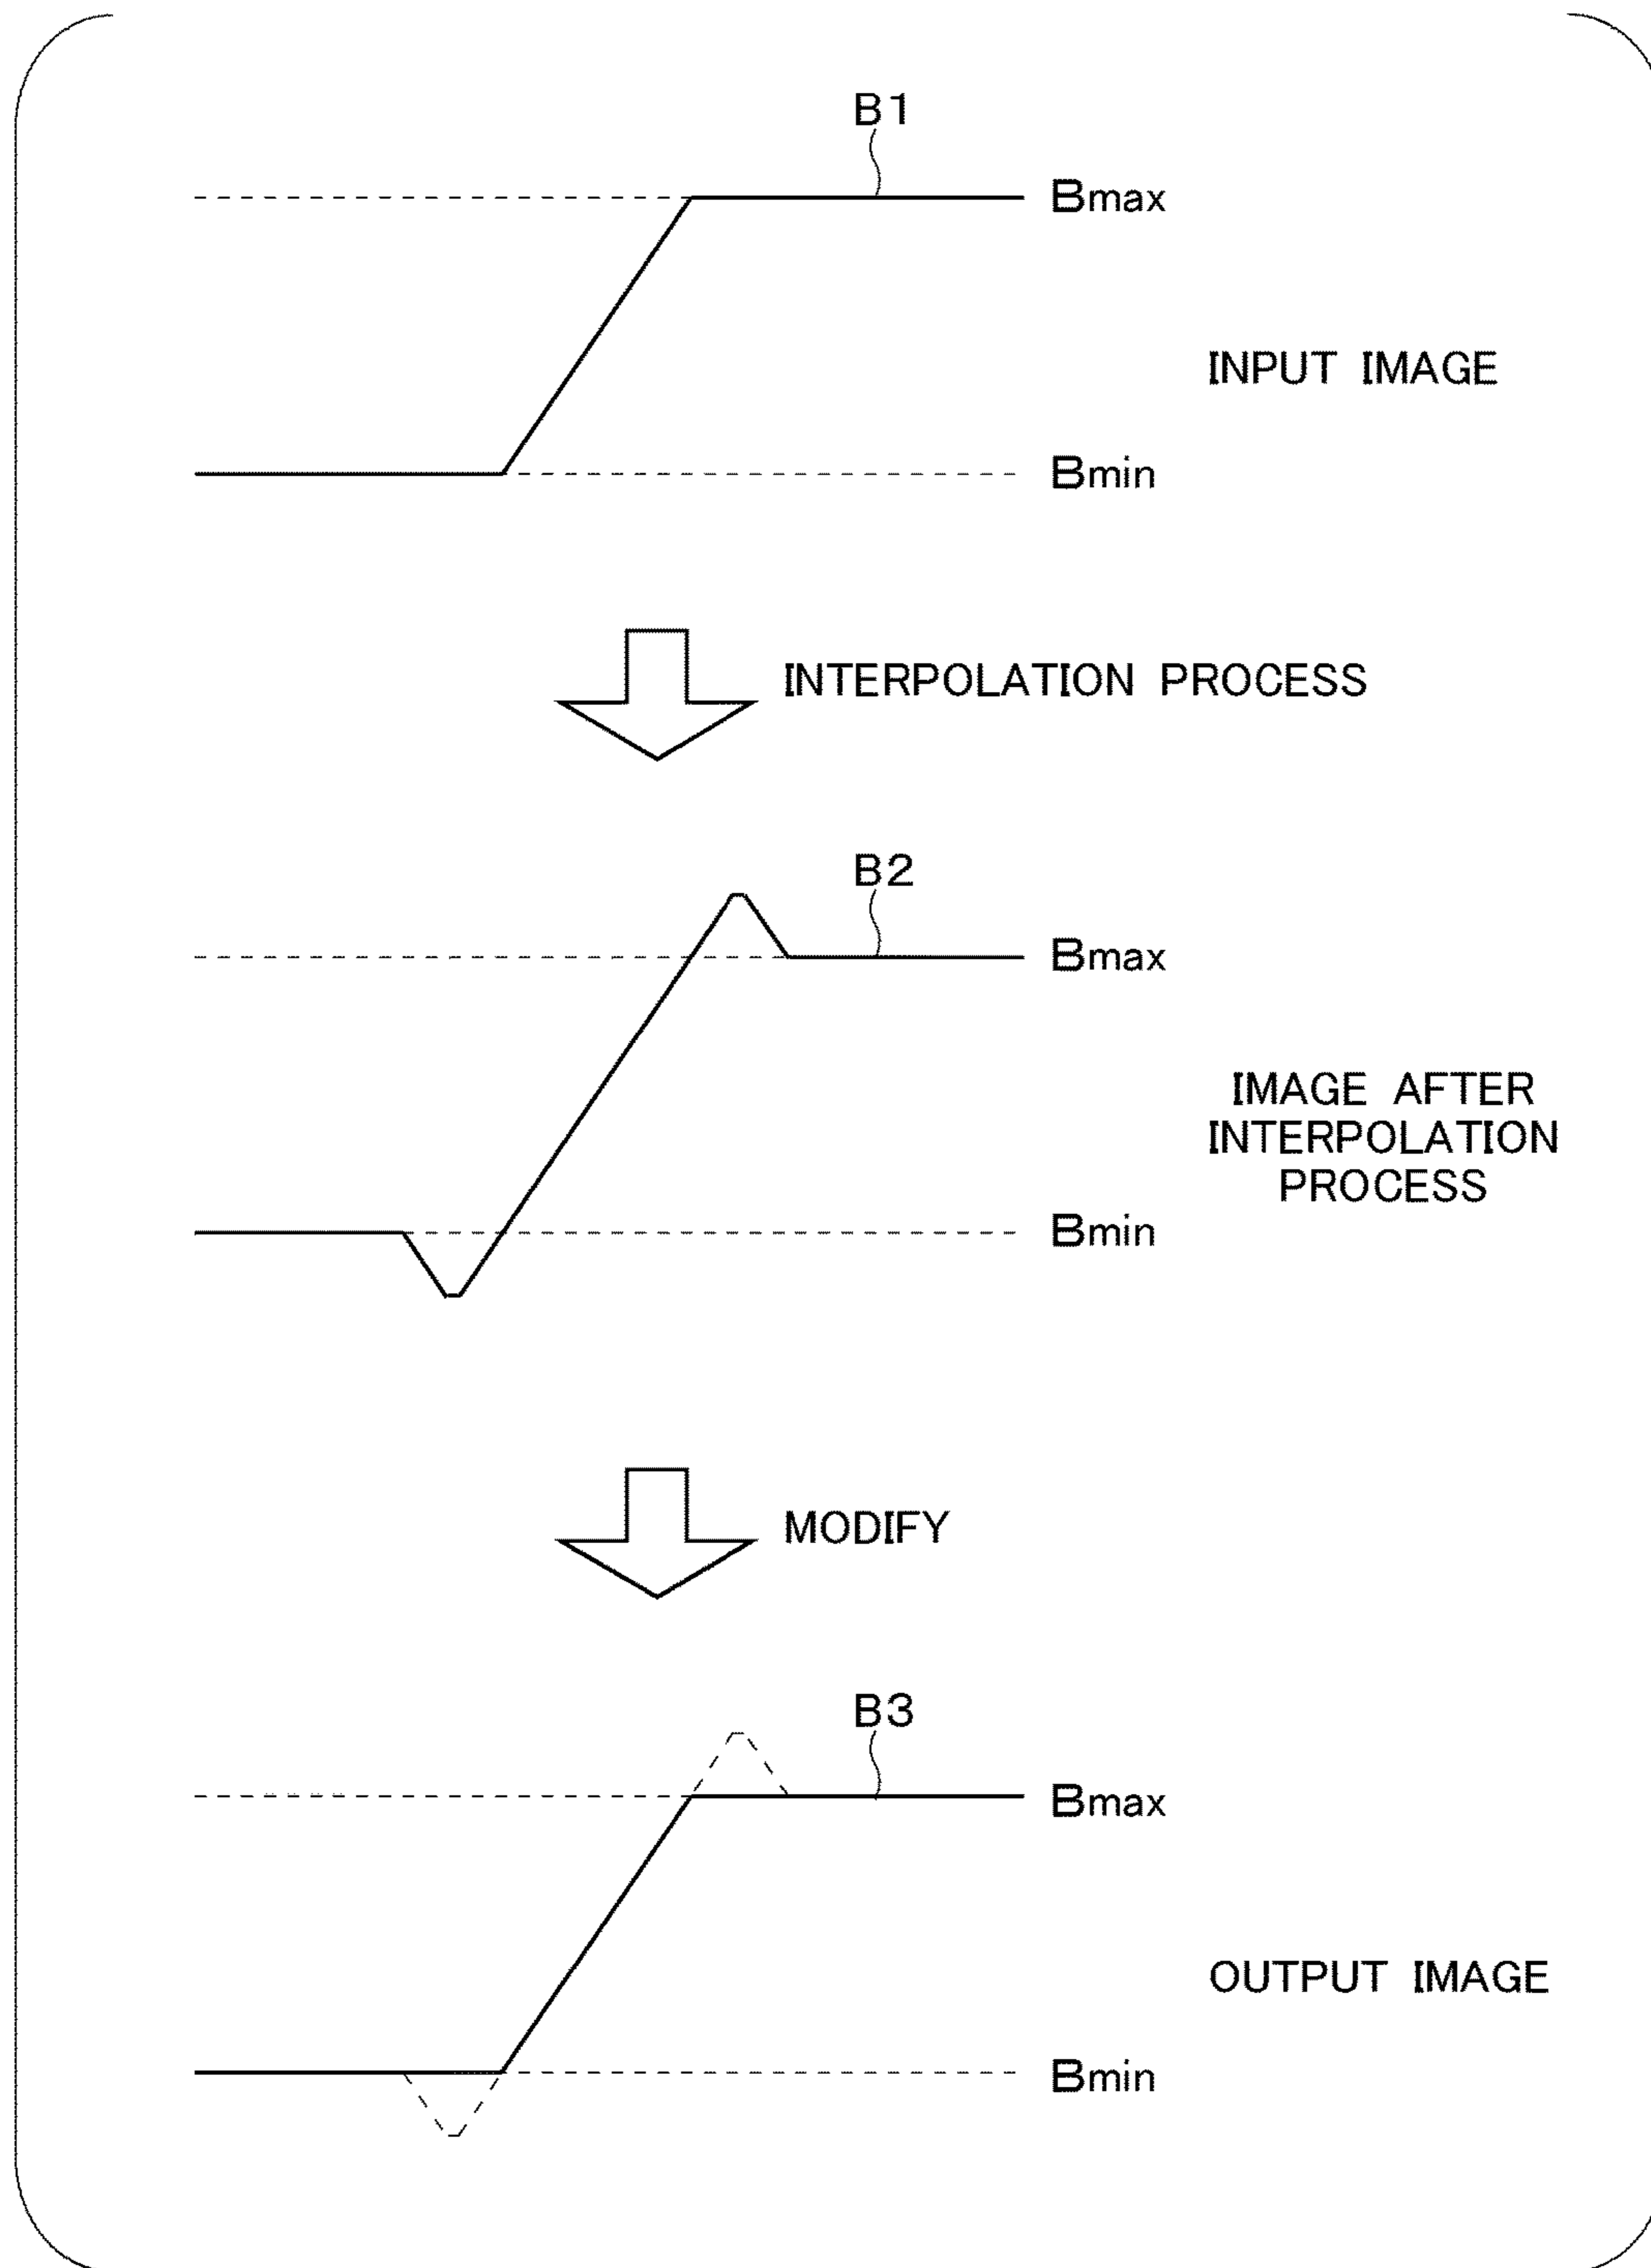 B1
Bmax
INPUT IMAGE
Bmin
INTERPOLATION PROCESS
B2
Bmax
IMAGE AFTER
INTERPOLATION
PROCESS
Bmin
MODIFY
B3
Bmax
OUTPUT IMAGE
Bmin